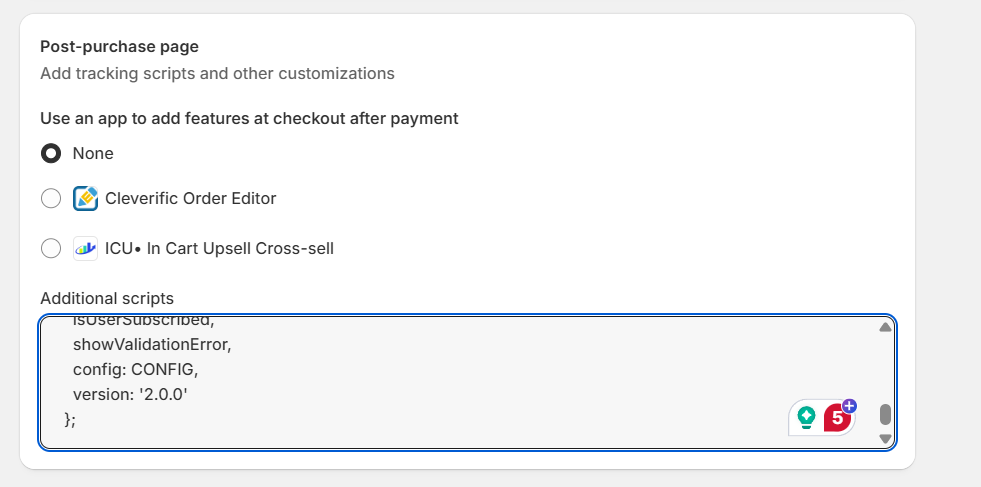 Post-purchase page
Add tracking scripts and other customizations
Use an app to add features at checkout after payment
None
Cleverific Order Editor
ICU• In Cart Upsell Cross-sell
Additional scripts
isUserSubscribed,
showValidationError,
config: CONFIG,
version: '2.0.0'
};
5